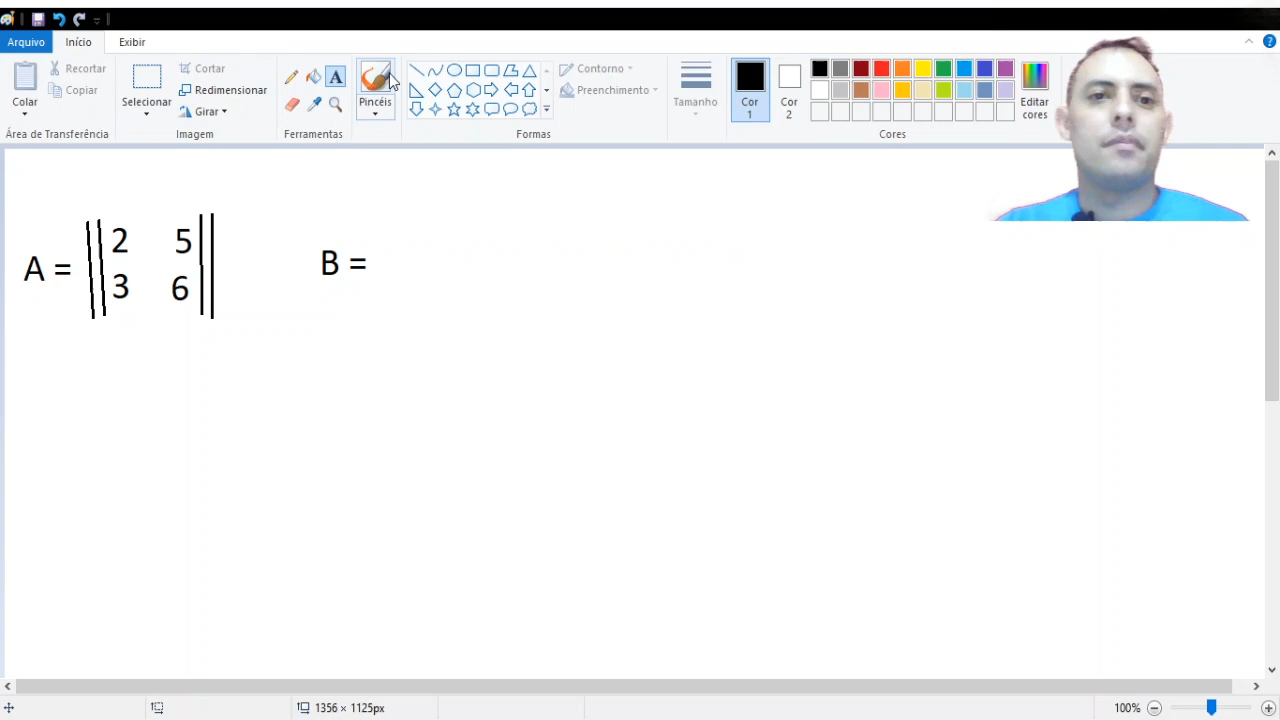 Arquivo Início Exibir
Colar
Recortar
Copiar
Área de Transferência
Selecionar
Cortar
Redimensionar
Girar
Imagem
A
Ferramentas
Pincéis
Contorno
Preenchimento
Formas
Tamanho
Cor 1
Cor 2
Editar cores
Cores
A = || 2 5 ||
3 6
B =
1356 × 1125px
100%